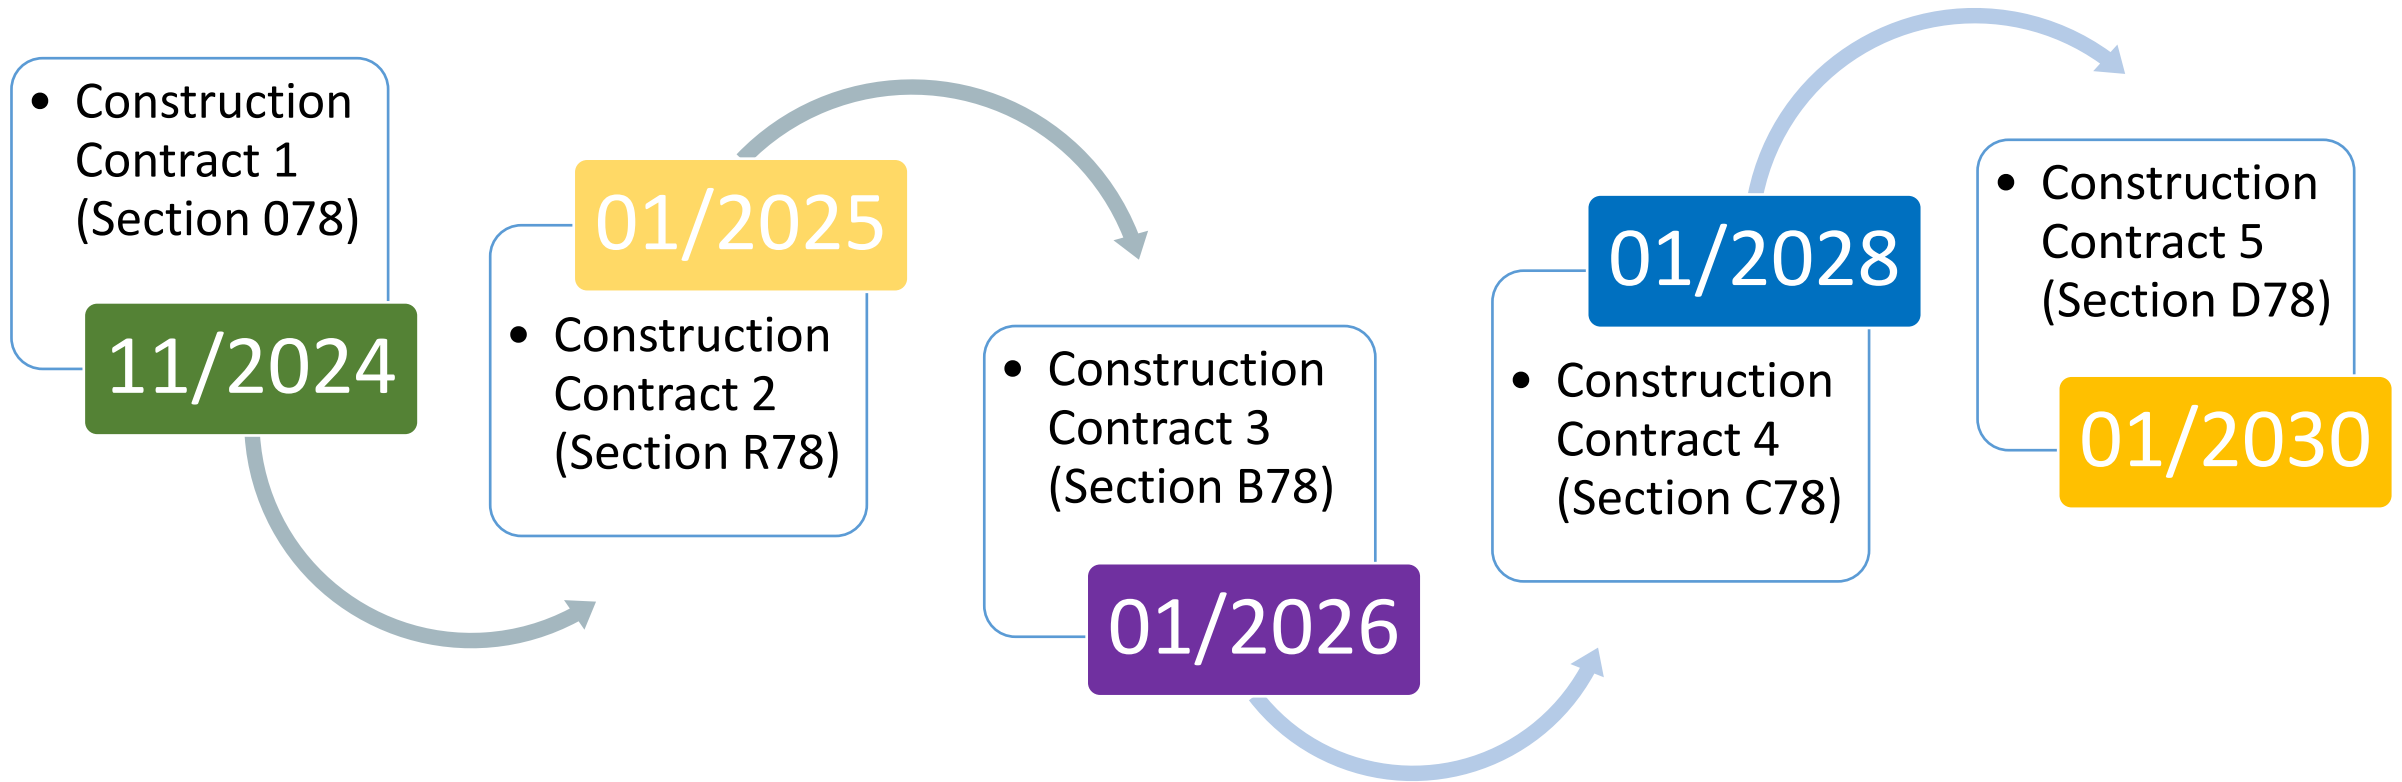 • Construction
Contract 1
(Section 078)
11/2024
01/2025
• Construction
Contract 2
(Section R78)
• Construction
Contract 3
(Section B78)
01/2026
01/2028
• Construction
Contract 4
(Section C78)
• Construction
Contract 5
(Section D78)
01/2030